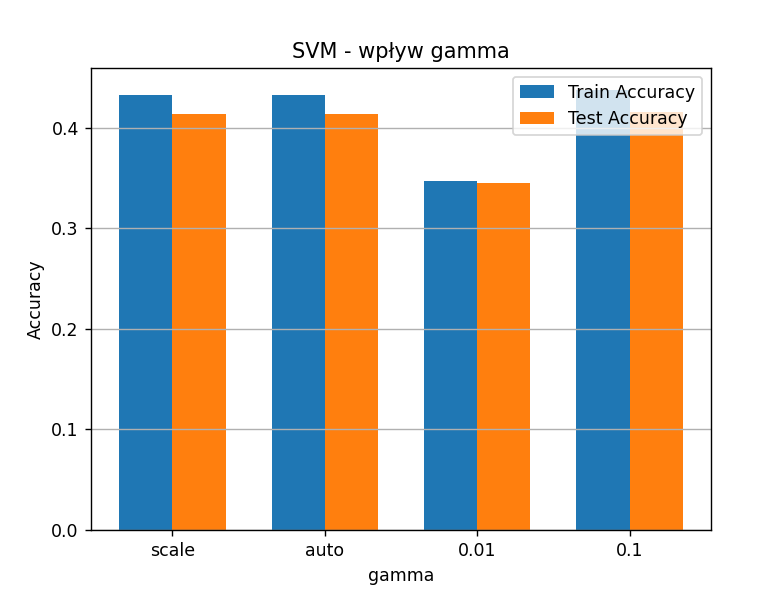 SVM - wpływ gamma
Train Accuracy
Test Accuracy
Accuracy
0.4
0.3
0.2
0.1
0.0
scale auto 0.01 0.1
gamma